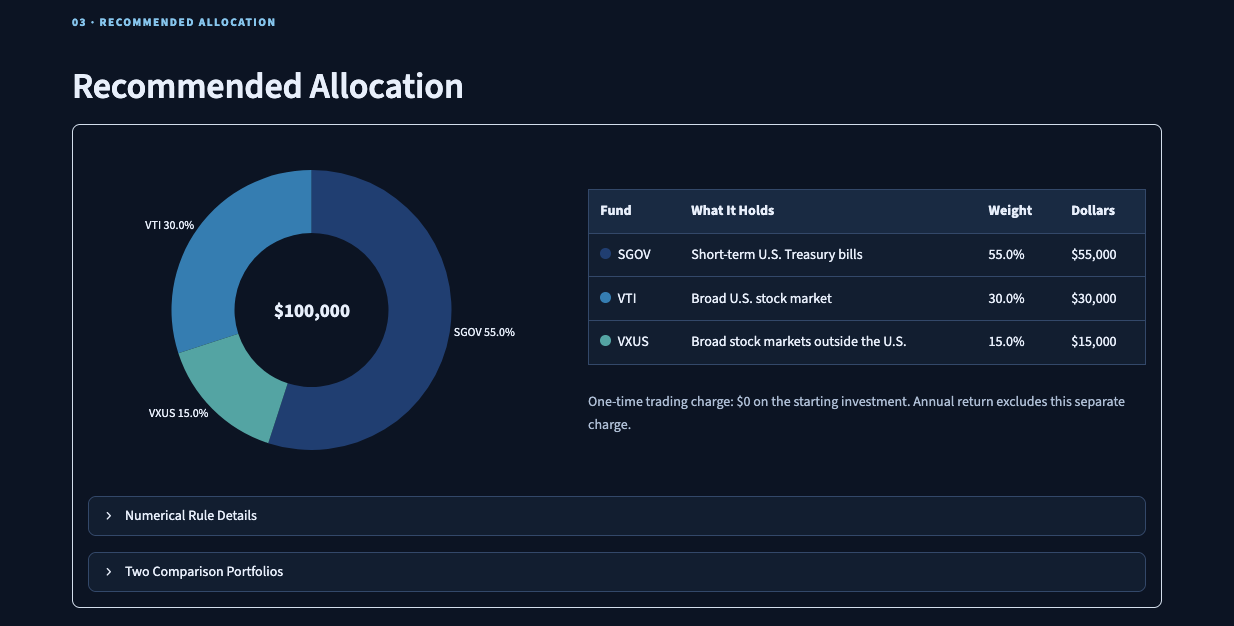 03 · RECOMMENDED ALLOCATION
Recommended Allocation
VTI 30.0%
$100,000
SGOV 55.0%
VXUS 15.0%
Fund What It Holds Weight Dollars
SGOV Short-term U.S. Treasury bills 55.0% $55,000
VTI Broad U.S. stock market 30.0% $30,000
VXUS Broad stock markets outside the U.S. 15.0% $15,000
One-time trading charge: $0 on the starting investment. Annual return excludes this separate
charge.
Numerical Rule Details
Two Comparison Portfolios